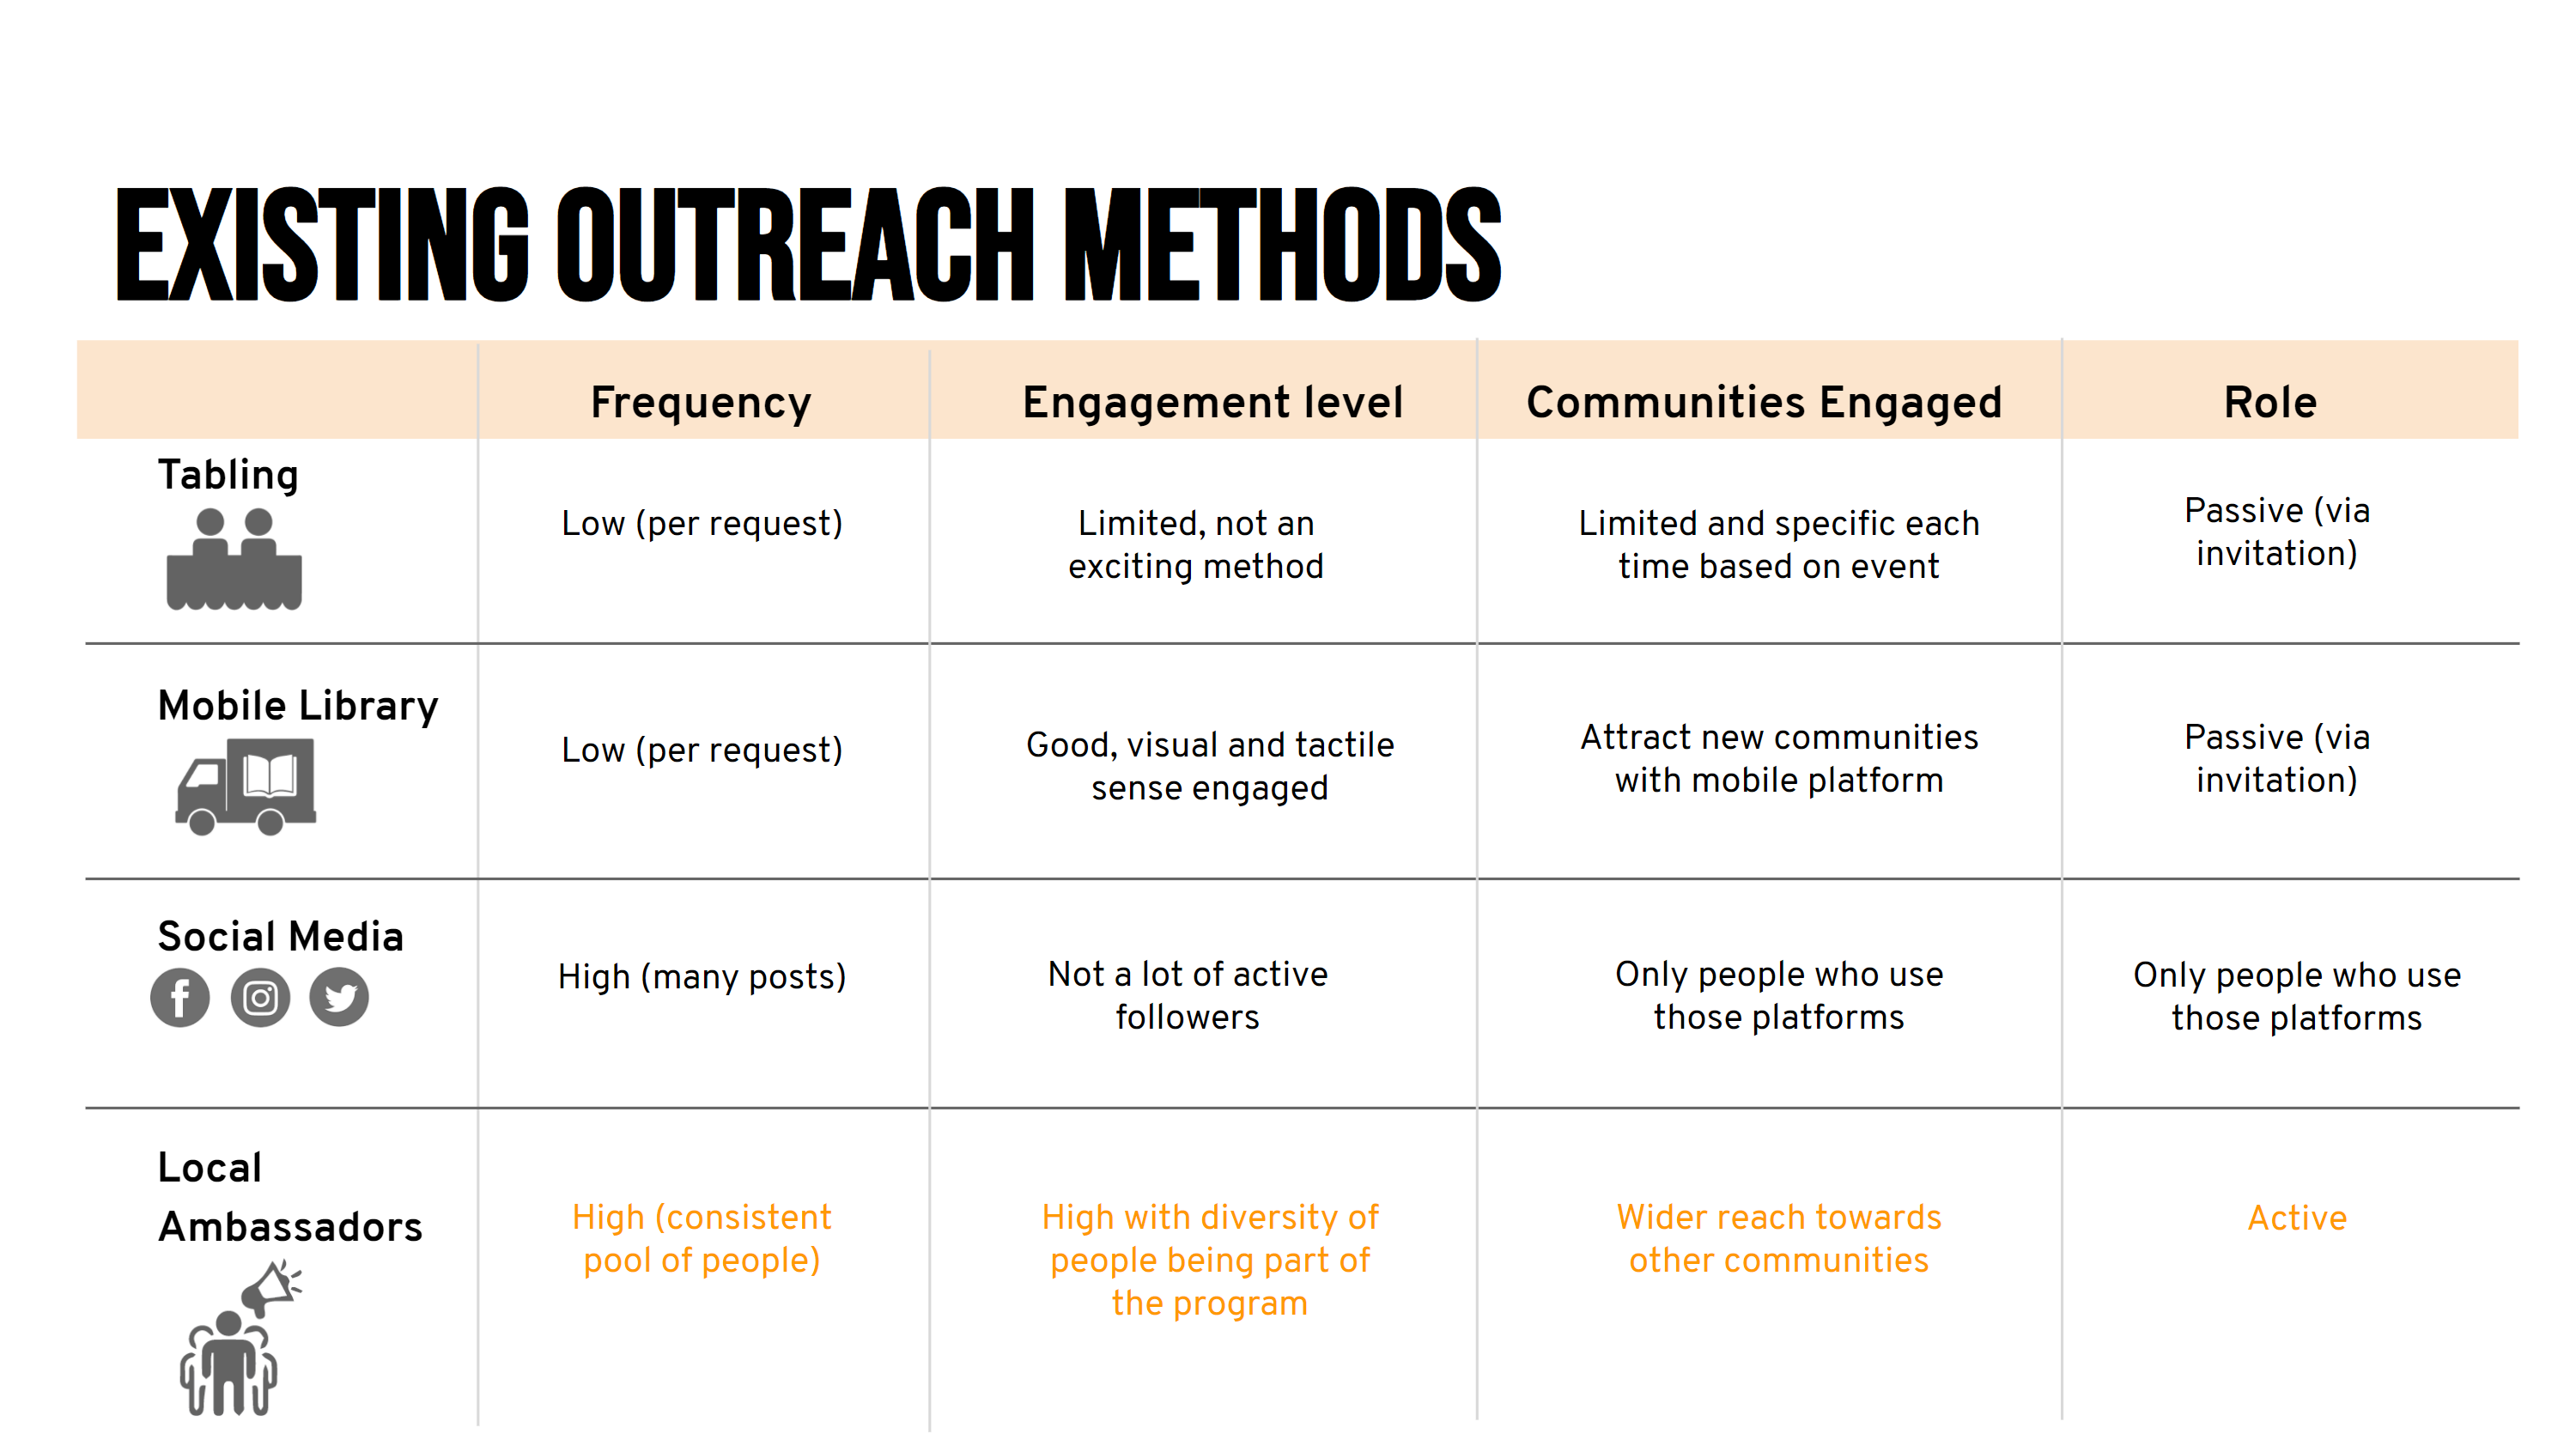 EXISTING OUTREACH METHODS
Frequency
Engagement level
Communities Engaged
Role
Tabling
Low (per request)
Limited, not an
exciting method
Limited and specific each
time based on event
Passive (via
invitation)
Mobile Library
Low (per request)
Good, visual and tactile
sense engaged
Attract new communities
with mobile platform
Passive (via
invitation)
Social Media
High (many posts)
Not a lot of active
followers
Only people who use
those platforms
Only people who use
those platforms
Local
Ambassadors
High (consistent
pool of people)
High with diversity of
people being part of
the program
Wider reach towards
other communities
Active